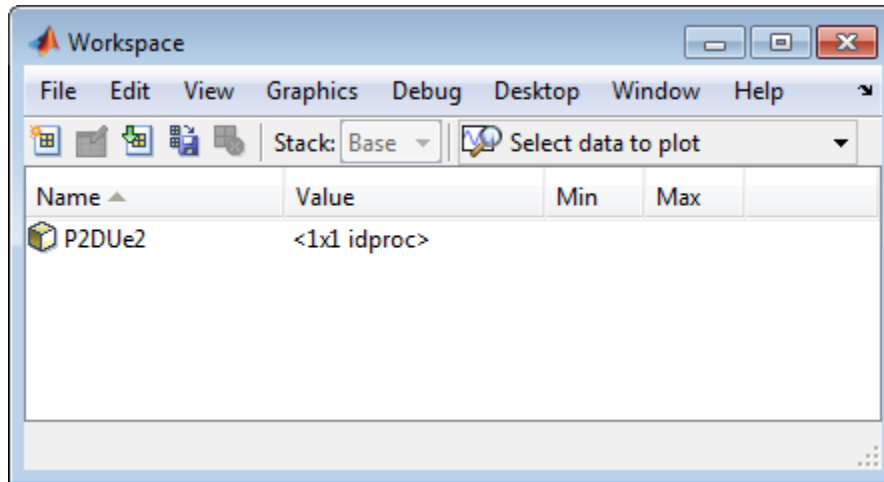 Workspace
File Edit View Graphics Debug Desktop Window Help
Stack: Base Select data to plot
Name Value Min Max
P2DUe2 <1x1 idproc>